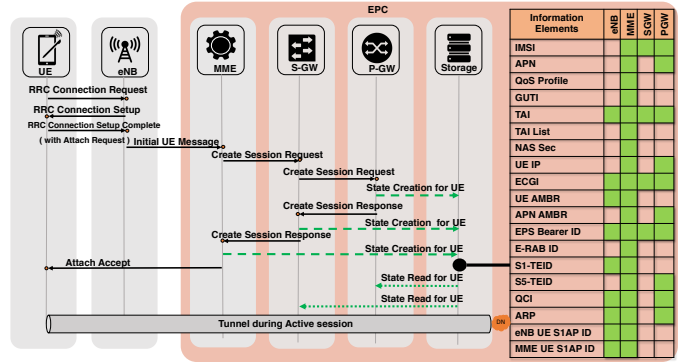 EPC
UE
eNB
MME
S-GW
P-GW
Storage
RRC Connection Request
RRC Connection Setup
RRC Connection Setup Complete
( with Attach Request )
Initial UE Message
Create Session Request
Create Session Request
State Creation for UE
Create Session Response
State Creation for UE
Create Session Response
State Creation for UE
Attach Accept
State Read for UE
State Read for UE
Tunnel during Active session
DN
Information Elements
eNB
MME
SGW
PGW
IMSI
APN
QoS Profile
GUTI
TAI
TAI List
NAS Sec
UE IP
ECGI
UE AMBR
APN AMBR
EPS Bearer ID
E-RAB ID
S1-TEID
S5-TEID
QCI
ARP
eNB UE S1AP ID
MME UE S1AP ID